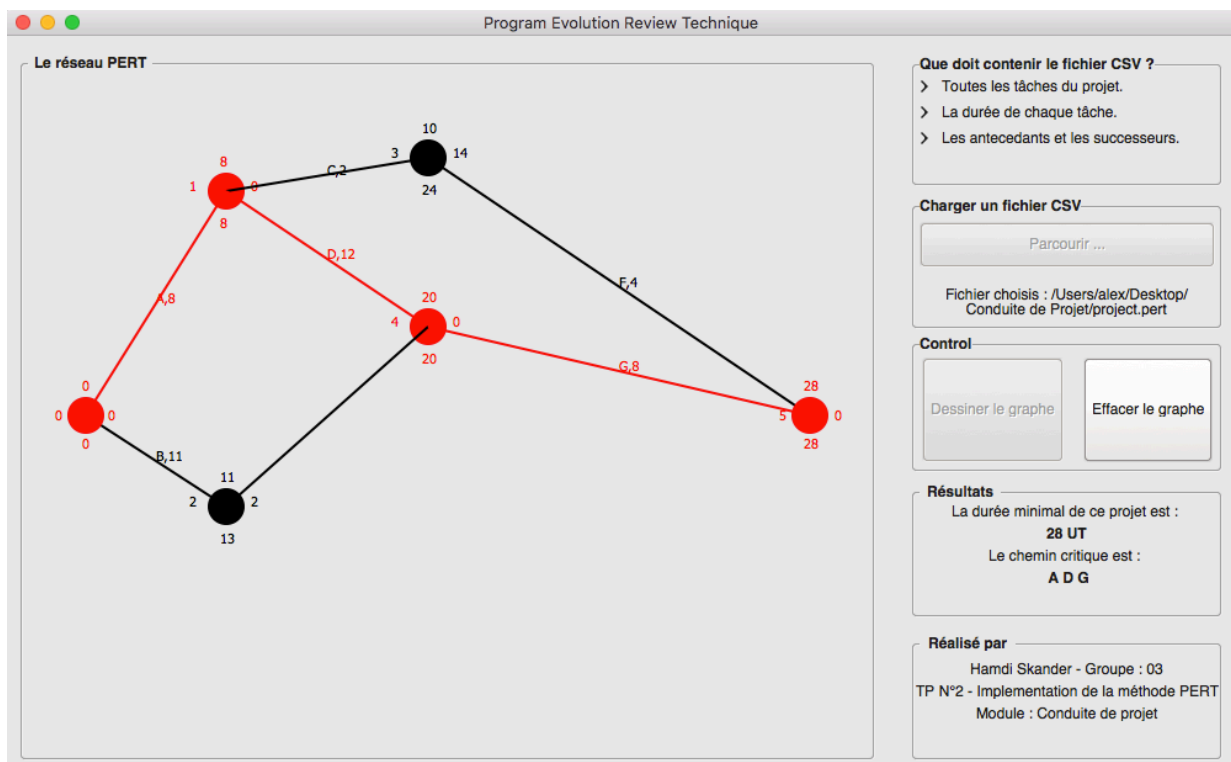 Program Evolution Review Technique
Le réseau PERT
10
3
14
24
8
1
0
8
C,2
D,12
A,8
F,4
20
4
0
20
G,8
0
0
0
0
B,11
11
2
2
13
28
5
0
28
Que doit contenir le fichier CSV ?
> Toutes les tâches du projet.
> La durée de chaque tâche.
> Les antecedants et les successeurs.
Charger un fichier CSV
Parcourir ...
Fichier choisis : /Users/alex/Desktop/
Conduite de Projet/project.pert
Control
Dessiner le graphe
Effacer le graphe
Résultats
La durée minimal de ce projet est :
28 UT
Le chemin critique est :
A D G
Réalisé par
Hamdi Skander - Groupe : 03
TP N°2 - Implementation de la méthode PERT
Module : Conduite de projet